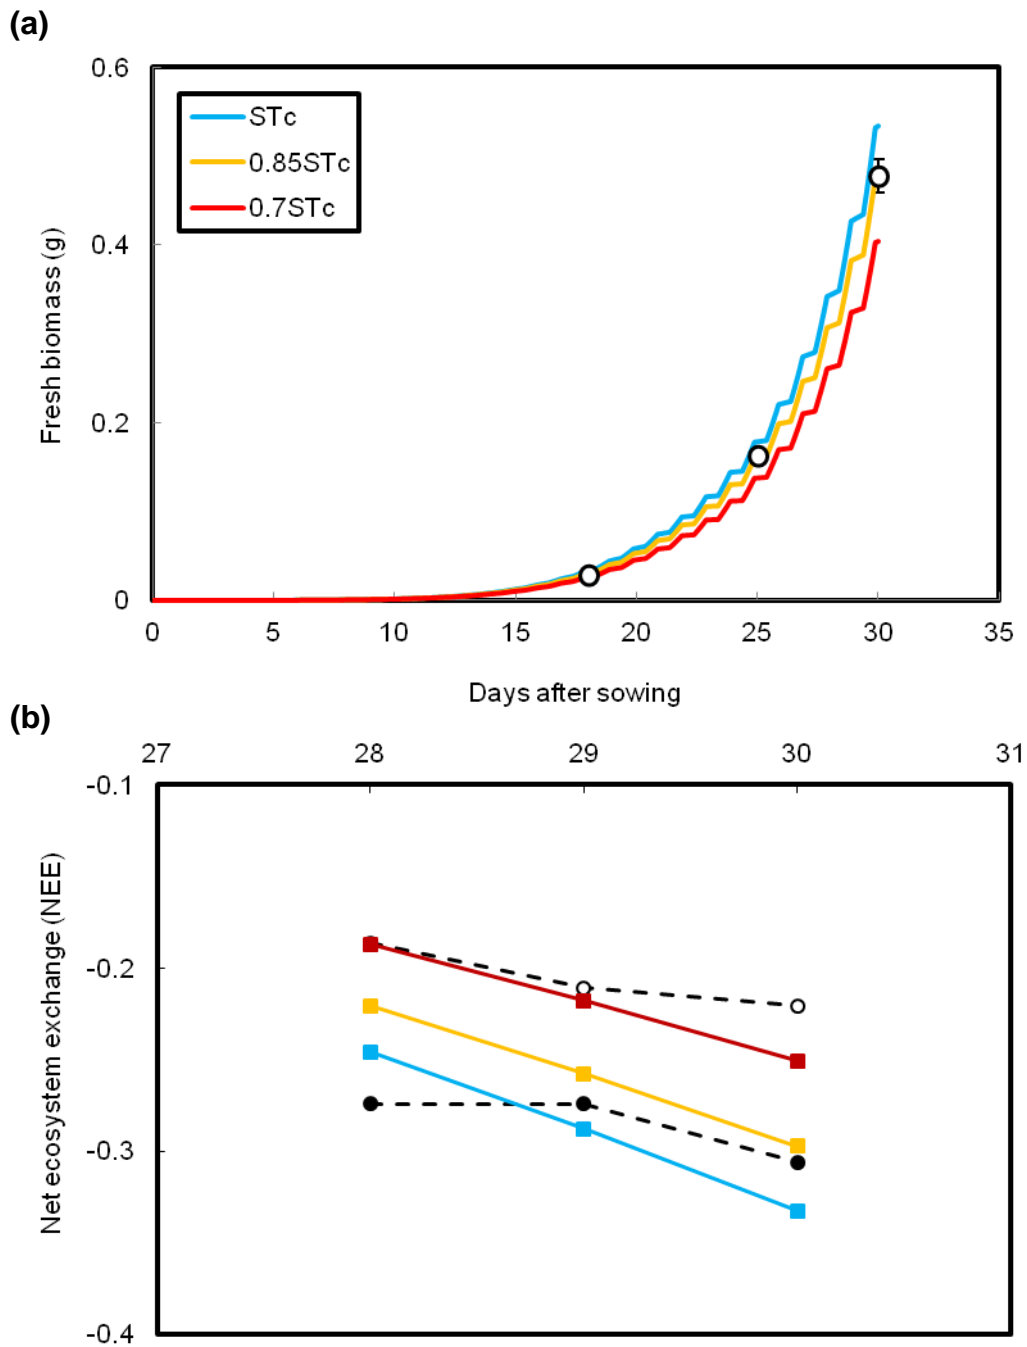 (a)
0.6
STc
0.85STc
0.7STc
0.4
Fresh biomass (g)
0.2
0
0 5 10 15 20 25 30 35
Days after sowing
(b)
27 28 29 30 31
-0.1
Net ecosystem exchange (NEE)
-0.2
-0.3
-0.4